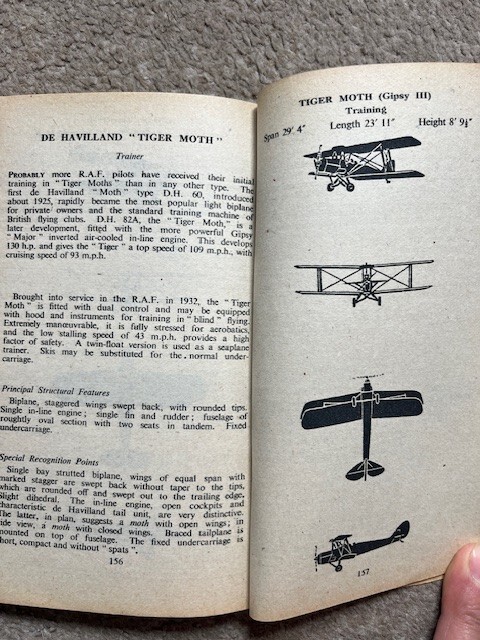 DE HAVILLAND "TIGER MOTH"
Trainer
PROBABLY more R.A.F. pilots have received their initial
training in "Tiger Moths" than in any other type. The
first de Havilland "Moth" type D.H. 60, introduced
about 1925, rapidly became the most popular light biplane
for private owners and the standard training machine of
British flying clubs. D.H. 82A, the "Tiger Moth," is a
later development, fitted with the more powerful Gipsy
"Major" inverted air-cooled in-line engine. This develops
130 h.p. and gives the "Tiger" a top speed of 109 m.p.h., with
cruising speed of 93 m.p.h.
Brought into service in the R.A.F. in 1932, the "Tiger
Moth" is fitted with dual control and may be equipped
with hood and instruments for training in "blind" flying.
Extremely manœuvrable, it is fully stressed for aerobatics,
and the low stalling speed of 43 m.p.h. provides a high
factor of safety. A twin-float version is used as a seaplane
trainer. Skis may be substituted for the normal under-
carriage.
Principal Structural Features
Biplane, staggered wings swept back, with rounded tips.
Single in-line engine; single fin and rudder; fuselage of
roughly oval section with two seats in tandem. Fixed
undercarriage.
Special Recognition Points
Single bay strutted biplane, wings of equal span with
marked stagger are swept back without taper to the tips,
which are rounded off and swept out to the trailing edge.
Slight dihedral. The in-line engine, open cockpits and
characteristic de Havilland tail unit, are very distinctive.
The latter, in plan, suggests a moth with open wings; in
side view, a moth with closed wings. Braced tailplane is
mounted on top of fuselage. The fixed undercarriage is
short, compact and without "spats".
156
TIGER MOTH (Gipsy III)
Training
Span 29' 4" Length 23' 11" Height 8' 9½"
157